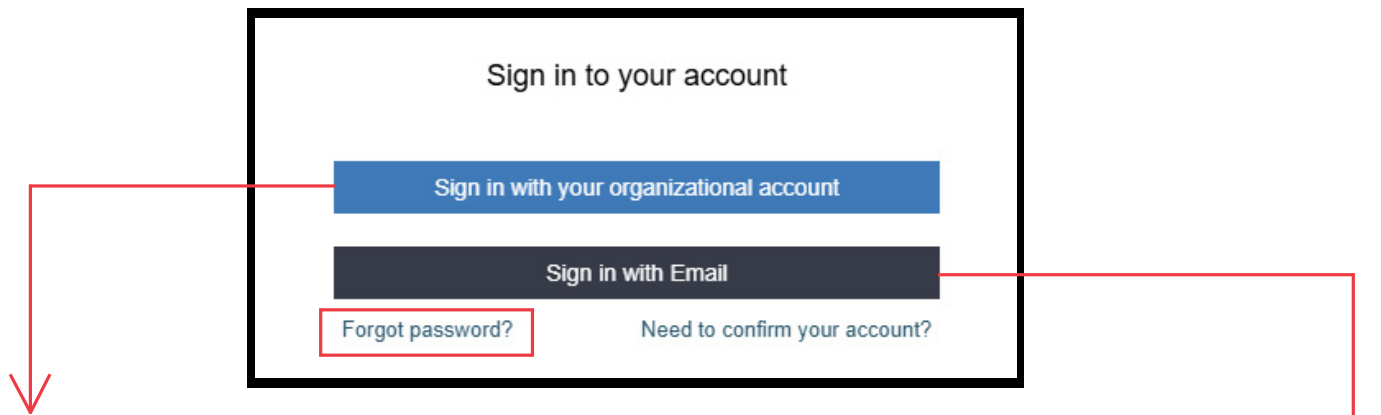 Sign in to your account
Sign in with your organizational account
Sign in with Email
Forgot password? Need to confirm your account?